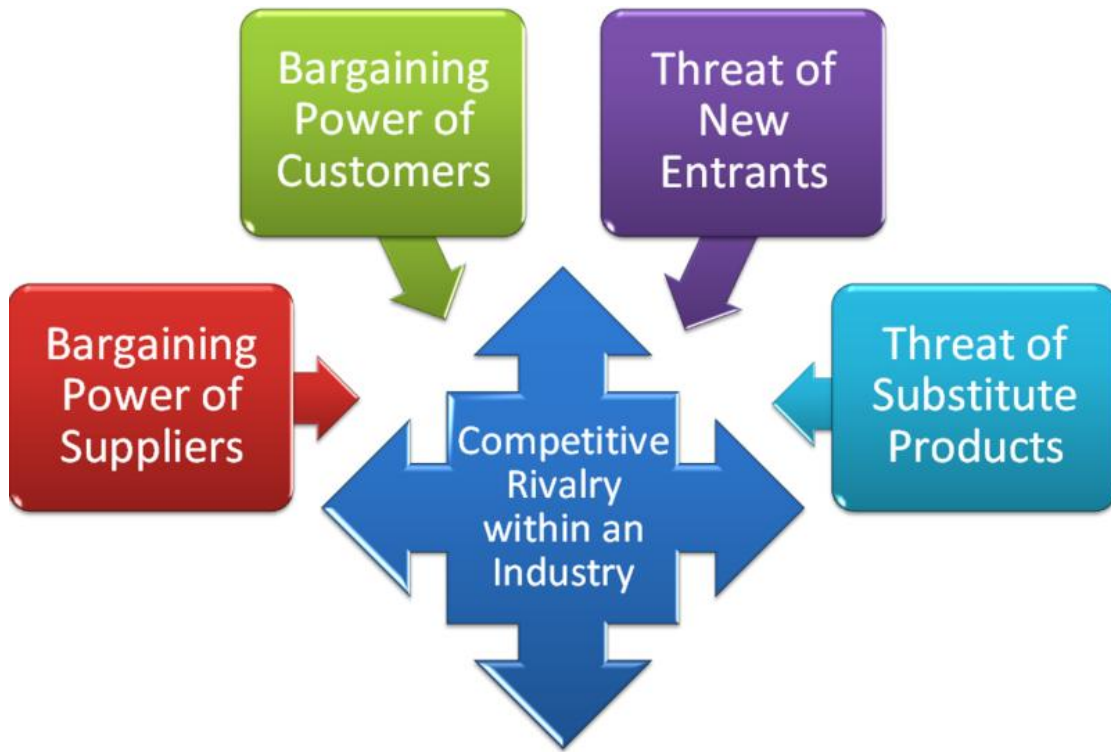 Bargaining
Power of
Customers
Threat of
New
Entrants
Bargaining
Power of
Suppliers
Threat of
Substitute
Products
Competitive
Rivalry
within an
Industry